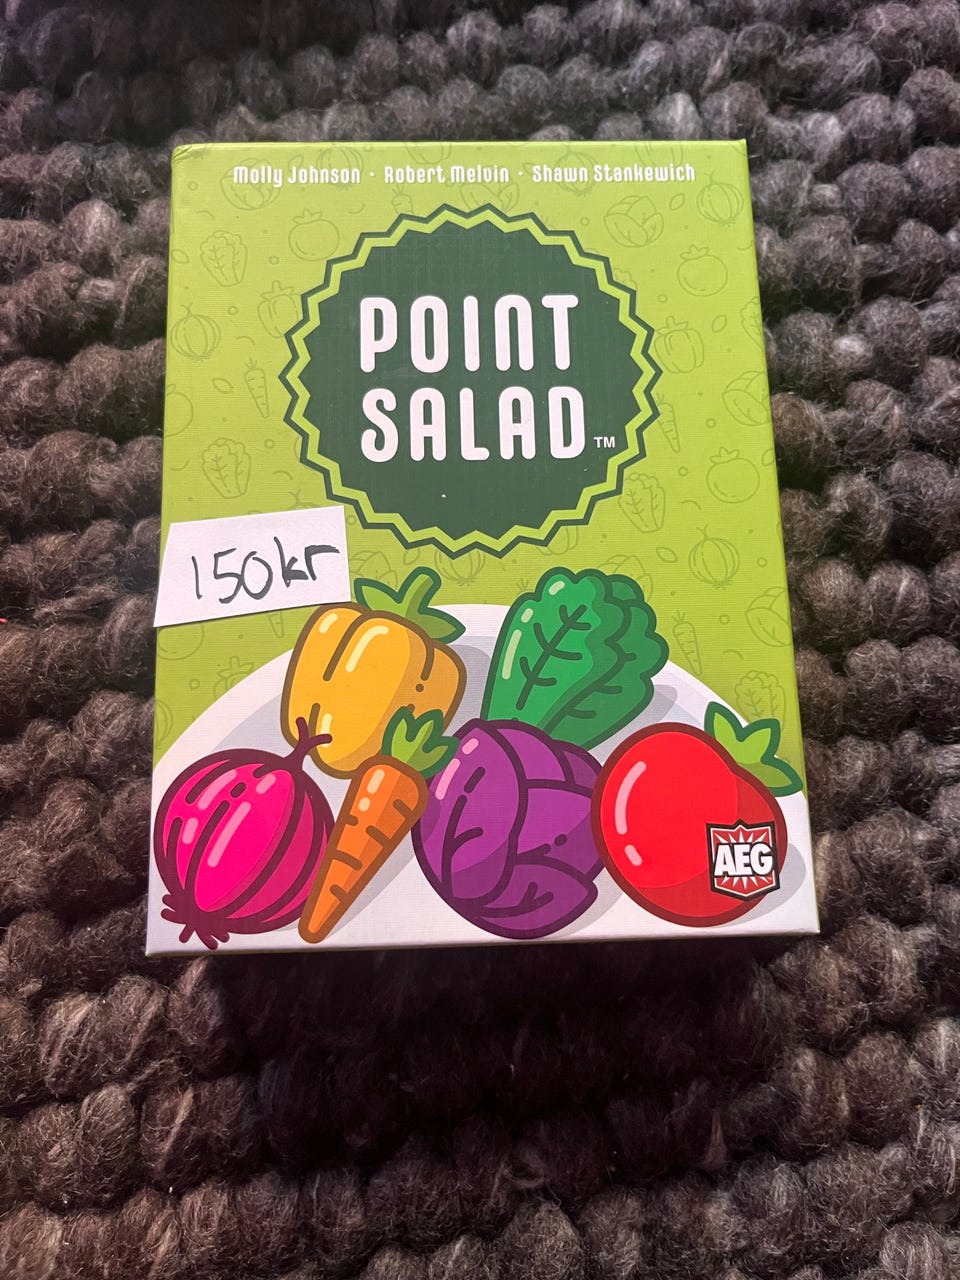 Molly Johnson · Robert Melvin · Shawn Stankewich
POINT
SALAD™
150kr
AEG